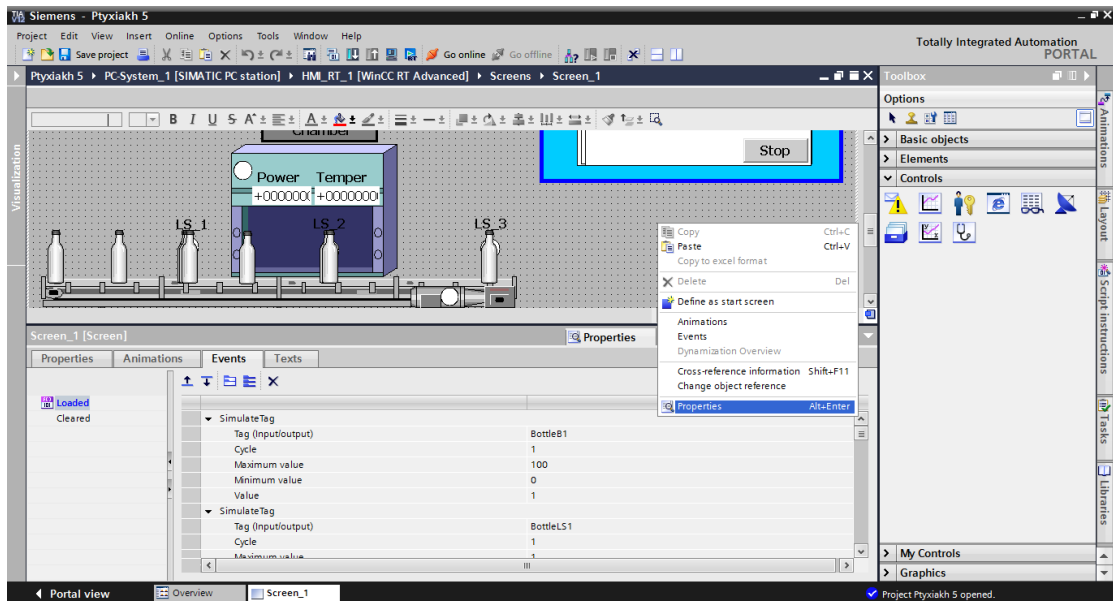 Siemens - Ptyxiakh 5
Project Edit View Insert Online Options Tools Window Help
Save project Go online Go offline
Totally Integrated Automation
PORTAL
Ptyxiakh 5 PC-System_1 [SIMATIC PC station] HMI_RT_1 [WinCC RT Advanced] Screens Screen_1
Toolbox
Options
B I U S A
Basic objects
Elements
Controls
Visualization
Chamber
Power Temper
+0000000 +0000000
LS_1 LS_2 LS_3
Stop
Copy Ctrl+C
Paste Ctrl+V
Copy to excel format
Delete Del
Define as start screen
Animations
Events
Dynamization Overview
Cross-reference information Shift+F11
Change object reference
Properties Alt+Enter
Screen_1 [Screen]
Properties
Properties Animations Events Texts
Loaded
Cleared
SimulateTag
Tag (Input/output) BottleB1
Cycle 1
Maximum value 100
Minimum value 0
Value 1
SimulateTag
Tag (Input/output) BottleLS1
Cycle 1
Maximum value 1
My Controls
Graphics
Animations
Layout
Script instructions
Tasks
Libraries
Portal view Overview Screen_1
Project Ptyxiakh 5 opened.